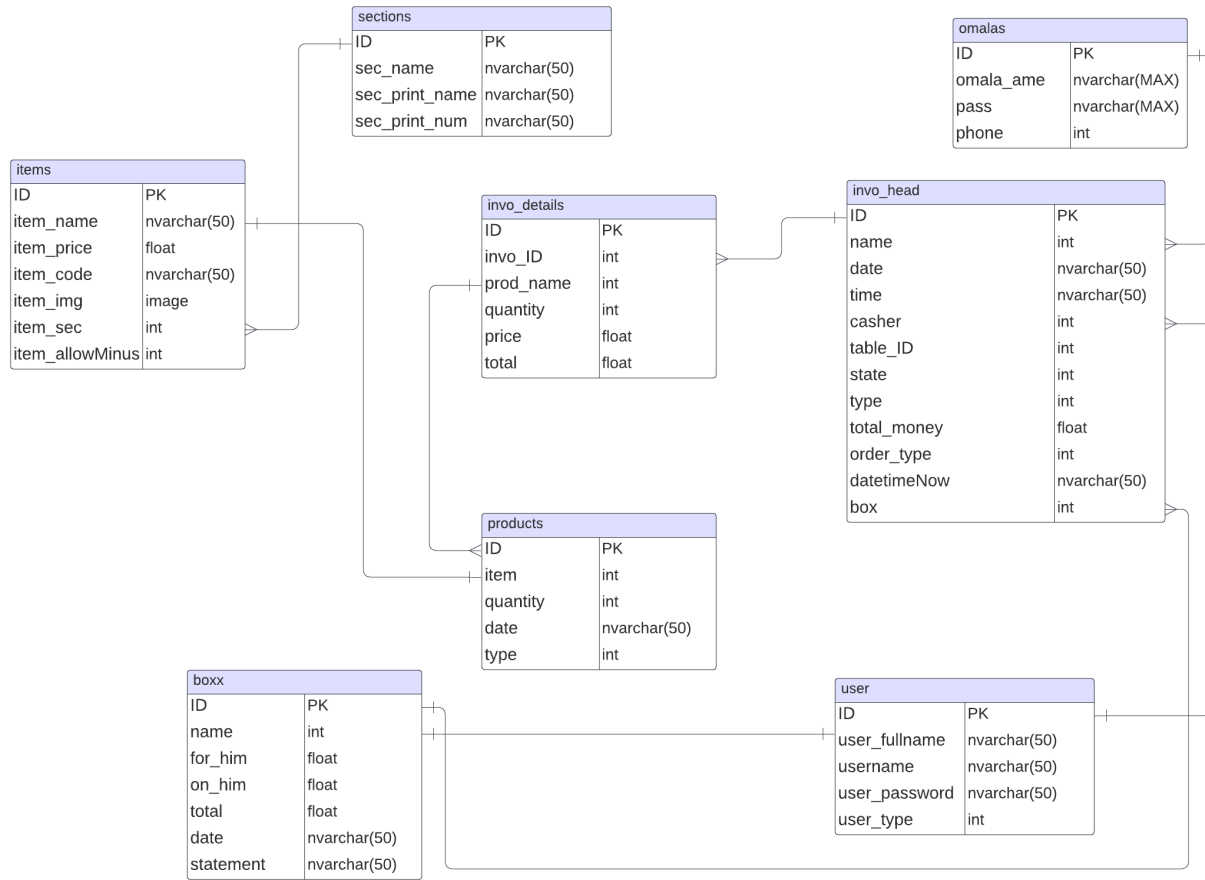 sections
ID PK
sec_name nvarchar(50)
sec_print_name nvarchar(50)
sec_print_num nvarchar(50)
omalas
ID PK
omala_ame nvarchar(MAX)
pass nvarchar(MAX)
phone int
items
ID PK
item_name nvarchar(50)
item_price float
item_code nvarchar(50)
item_img image
item_sec int
item_allowMinus int
invo_details
ID PK
invo_ID int
prod_name int
quantity int
price float
total float
invo_head
ID PK
name int
date nvarchar(50)
time nvarchar(50)
casher int
table_ID int
state int
type int
total_money float
order_type int
datetimeNow nvarchar(50)
box int
products
ID PK
item int
quantity int
date nvarchar(50)
type int
boxx
ID PK
name int
for_him float
on_him float
total float
date nvarchar(50)
statement nvarchar(50)
user
ID PK
user_fullname nvarchar(50)
username nvarchar(50)
user_password nvarchar(50)
user_type int